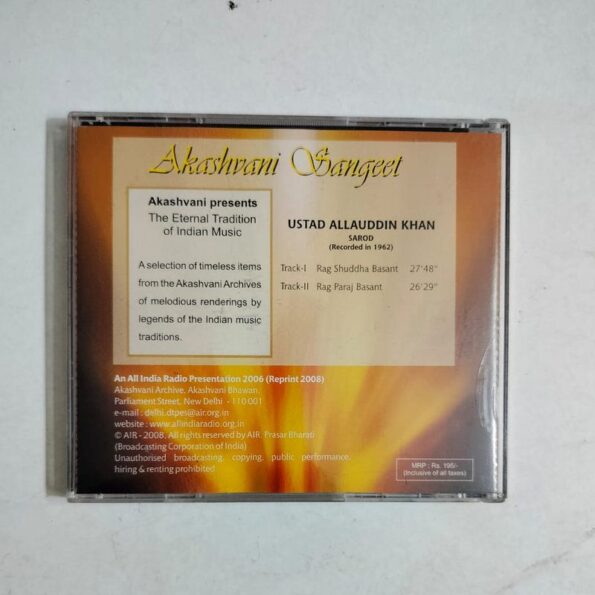 Akashvani Sangeet
Akashvani presents
The Eternal Tradition
of Indian Music
A selection of timeless items
from the Akashvani Archives
of melodious renderings by
legends of the Indian music
traditions.
USTAD ALLAUDDIN KHAN
SAROD
(Recorded in 1962)
Track-I Rag Shuddha Basant 27'48"
Track-II Rag Paraj Basant 26'29"
An All India Radio Presentation 2006 (Reprint 2008)
Akashvani Archive, Akashvani Bhawan,
Parliament Street, New Delhi - 110 001
e-mail : delhi.dtpes@air.org.in
website : www.allindiaradio.org.in
© AIR - 2008, All rights reserved by AIR, Prasar Bharati
(Broadcasting Corporation of India)
Unauthorised broadcasting, copying, public performance,
hiring & renting prohibited
MRP : Rs. 195/-
(Inclusive of all taxes)